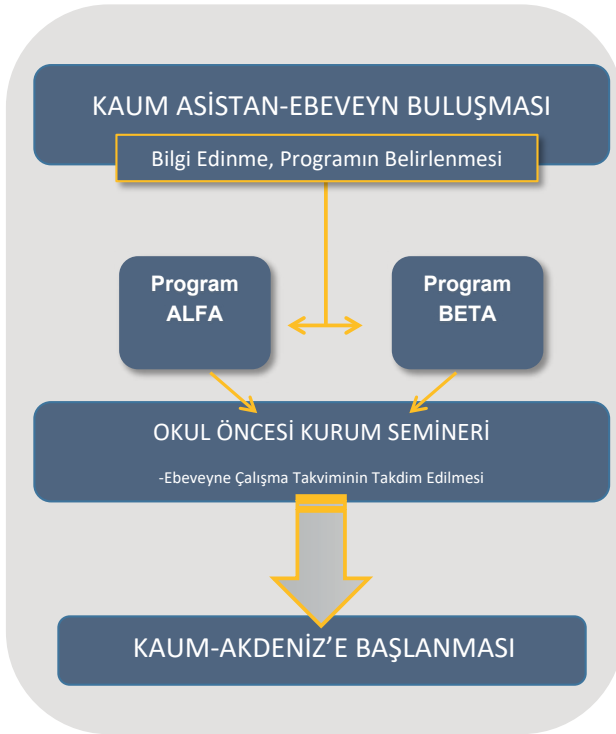 KAUM ASİSTAN-EBEVEYN BULUŞMASI
Bilgi Edinme, Programın Belirlenmesi
Program
ALFA
Program
BETA
OKUL ÖNCESİ KURUM SEMİNERİ
-Ebeveyne Çalışma Takviminin Takdim Edilmesi
KAUM-AKDENİZ’E BAŞLANMASI